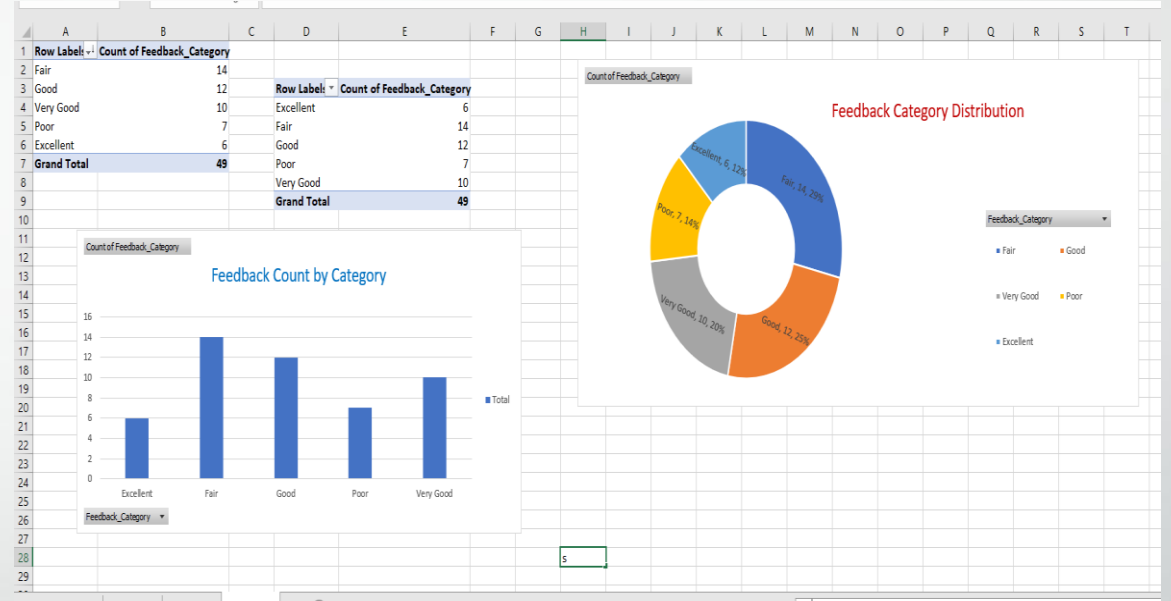 A B C D E F G H I J K L M N O P Q R S T
1 Row Labels Count of Feedback_Category
2 Fair 14
3 Good 12 Row Labels Count of Feedback_Category
4 Very Good 10 Excellent 6
5 Poor 7 Fair 14
6 Excellent 6 Good 12
7 Grand Total 49 Poor 7
8 Very Good 10
9 Grand Total 49
10
11
12
13
14
15
16
17
18
19
20
21
22
23
24
25
26
27
28 s
29
Count of Feedback_Category
Feedback Count by Category
16
14
12
10
8
6
4
2
0
Excellent Fair Good Poor Very Good
Total
Feedback_Category
Count of Feedback_Category
Feedback Category Distribution
Excellent, 6, 12%
Fair, 14, 29%
Poor, 7, 14%
Very Good, 10, 20%
Good, 12, 25%
Feedback_Category
Fair Good
Very Good Poor
Excellent